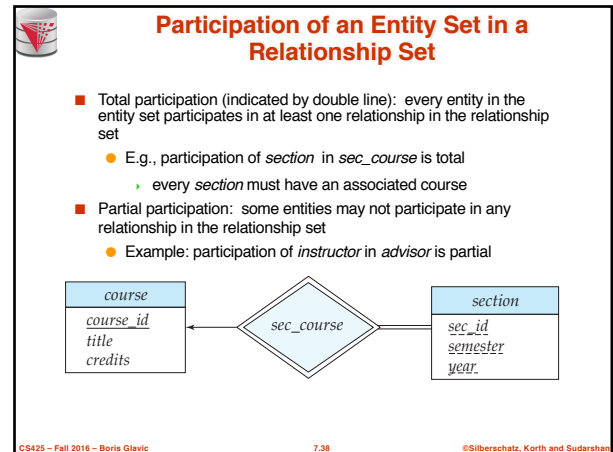 Participation of an Entity Set in a
Relationship Set
Total participation (indicated by double line): every entity in the
entity set participates in at least one relationship in the relationship
set
E.g., participation of section in sec_course is total
every section must have an associated course
Partial participation: some entities may not participate in any
relationship in the relationship set
Example: participation of instructor in advisor is partial
course
course_id
title
credits
sec_course
section
sec_id
semester
year
CS425 – Fall 2016 – Boris Glavic
7.38
©Silberschatz, Korth and Sudarshan